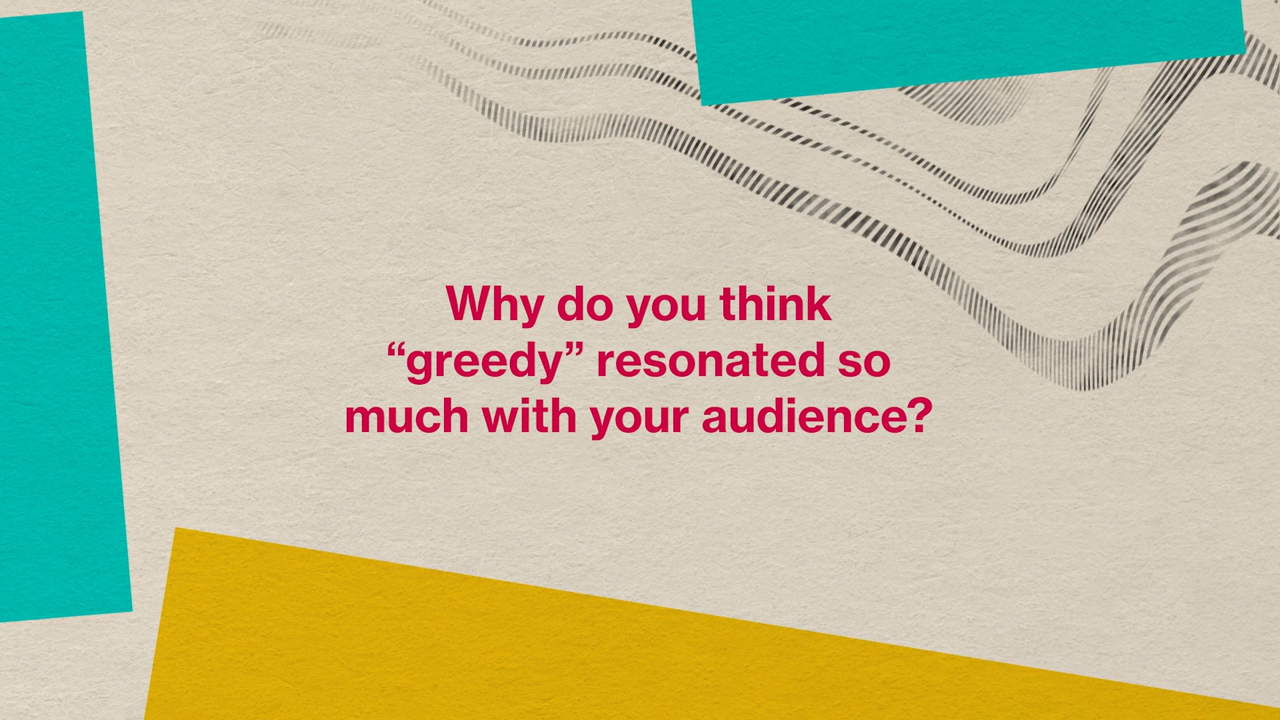 Why do you think
“greedy” resonated so
much with your audience?